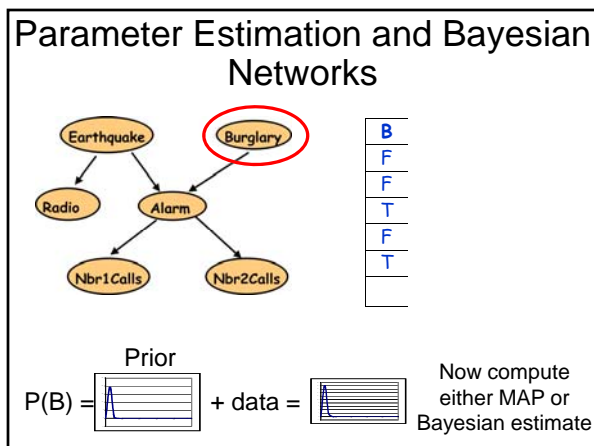 Parameter Estimation and Bayesian
Networks
Earthquake
Burglary
Radio
Alarm
Nbr1Calls
Nbr2Calls
B
F
F
T
F
T
Prior
P(B) =
+ data =
Now compute
either MAP or
Bayesian estimate